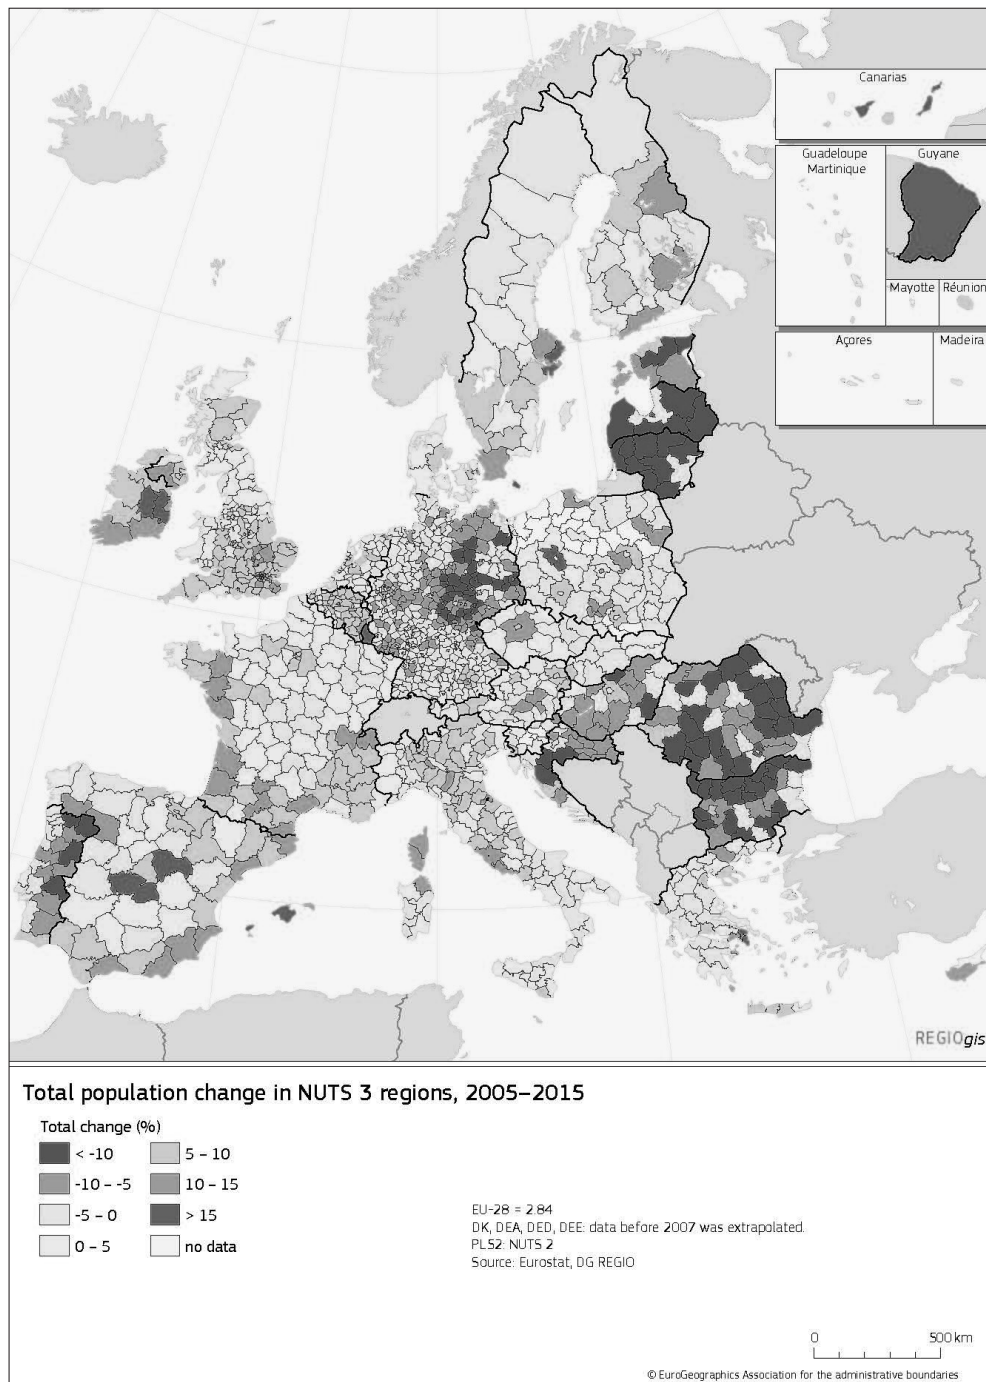 Canarias
Guadeloupe
Martinique
Guyane
Mayotte
Réunion
Açores
Madeira
REGIOgis
Total population change in NUTS 3 regions, 2005–2015
Total change (%)
< -10
-10 – -5
-5 – 0
0 – 5
5 – 10
10 – 15
> 15
no data
EU-28 = 2.84
DK, DEA, DED, DEE: data before 2007 was extrapolated.
PL52: NUTS 2
Source: Eurostat, DG REGIO
0 500 km
© EuroGeographics Association for the administrative boundaries